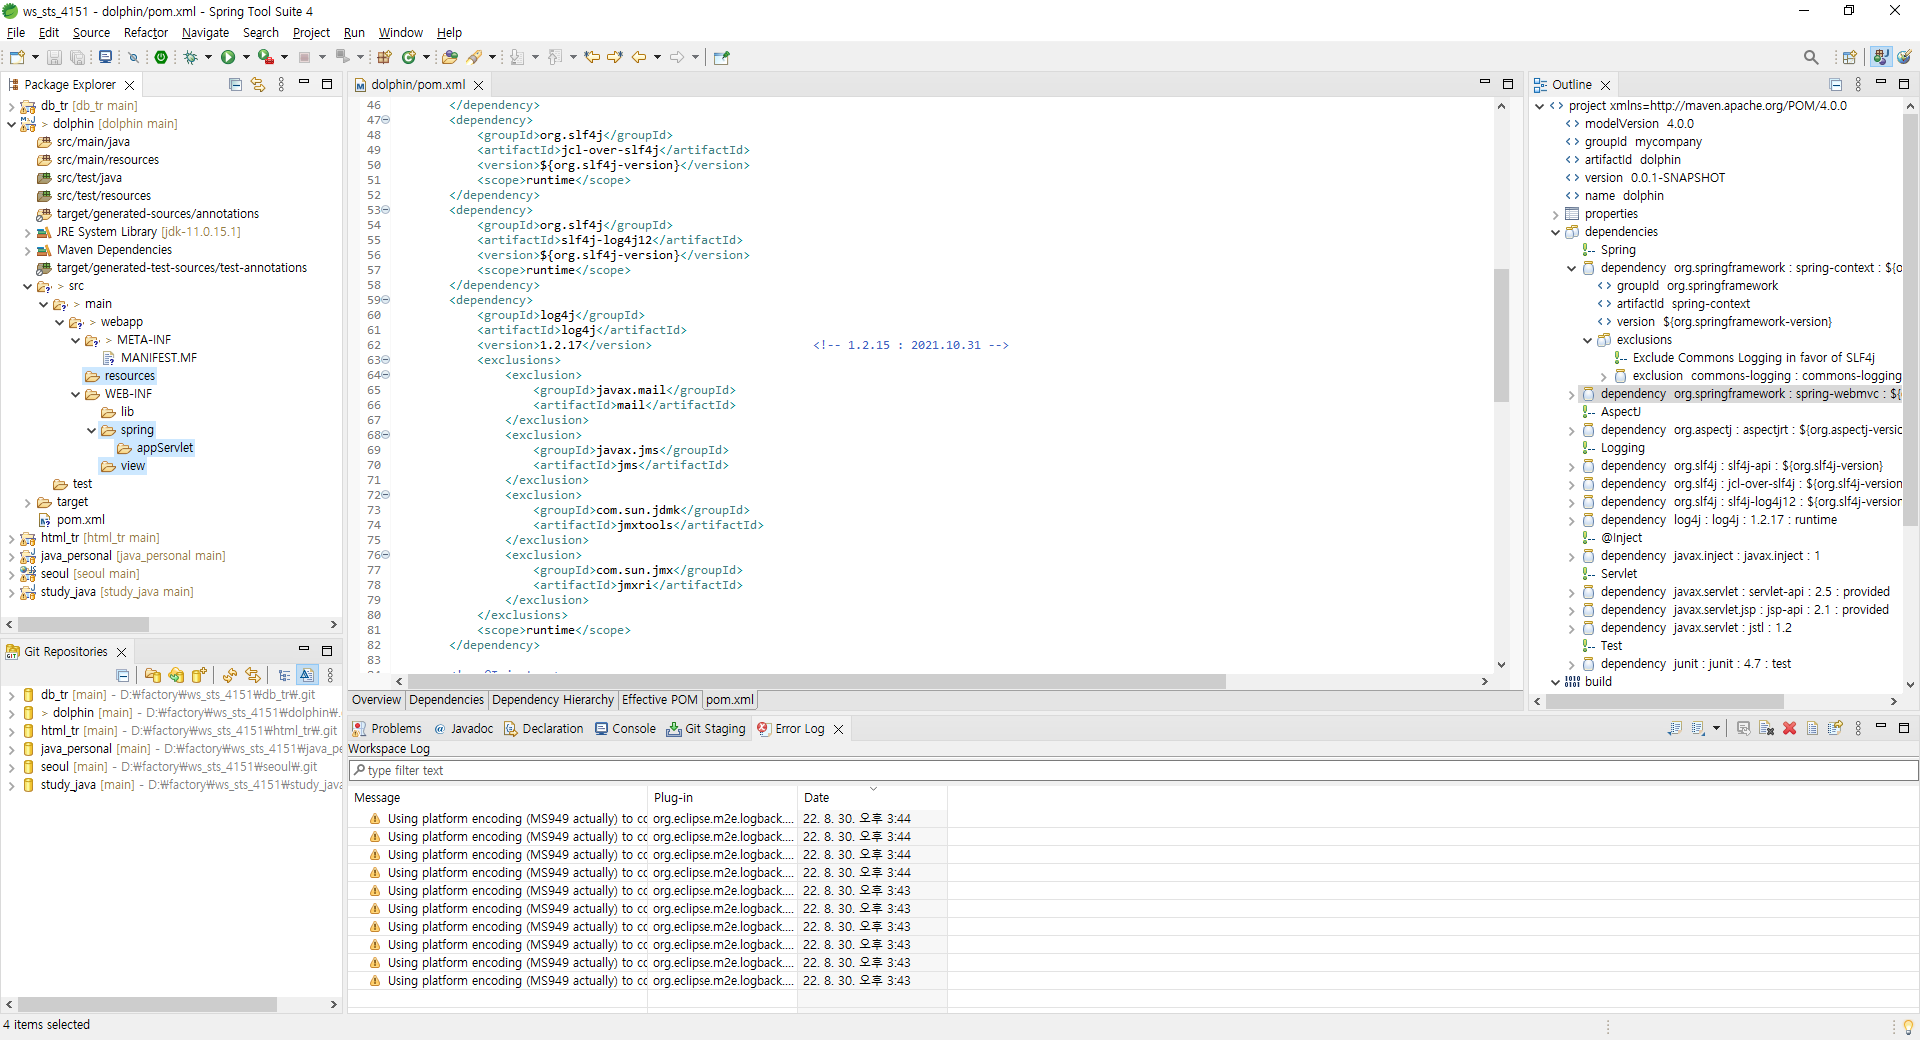 ws_sts_4151 - dolphin/pom.xml - Spring Tool Suite 4
File Edit Source Refactor Navigate Search Project Run Window Help
Package Explorer
db_tr [db_tr main]
> dolphin [dolphin main]
src/main/java
src/main/resources
src/test/java
src/test/resources
target/generated-sources/annotations
JRE System Library [jdk-11.0.15.1]
Maven Dependencies
target/generated-test-sources/test-annotations
> src
> main
> webapp
> META-INF
MANIFEST.MF
resources
WEB-INF
lib
spring
appServlet
view
test
target
pom.xml
html_tr [html_tr main]
java_personal [java_personal main]
seoul [seoul main]
study_java [study_java main]
Git Repositories
db_tr [main] - D:₩factory₩ws_sts_4151₩db_tr₩.git
> dolphin [main] - D:₩factory₩ws_sts_4151₩dolphin₩.
html_tr [main] - D:₩factory₩ws_sts_4151₩html_tr₩.git
java_personal [main] - D:₩factory₩ws_sts_4151₩java_pe
seoul [main] - D:₩factory₩ws_sts_4151₩seoul₩.git
study_java [main] - D:₩factory₩ws_sts_4151₩study_java
dolphin/pom.xml
46 </dependency>
47 <dependency>
48 <groupId>org.slf4j</groupId>
49 <artifactId>jcl-over-slf4j</artifactId>
50 <version>${org.slf4j-version}</version>
51 <scope>runtime</scope>
52 </dependency>
53 <dependency>
54 <groupId>org.slf4j</groupId>
55 <artifactId>slf4j-log4j12</artifactId>
56 <version>${org.slf4j-version}</version>
57 <scope>runtime</scope>
58 </dependency>
59 <dependency>
60 <groupId>log4j</groupId>
61 <artifactId>log4j</artifactId>
62 <version>1.2.17</version> <!-- 1.2.15 : 2021.10.31 -->
63 <exclusions>
64 <exclusion>
65 <groupId>javax.mail</groupId>
66 <artifactId>mail</artifactId>
67 </exclusion>
68 <exclusion>
69 <groupId>javax.jms</groupId>
70 <artifactId>jms</artifactId>
71 </exclusion>
72 <exclusion>
73 <groupId>com.sun.jdmk</groupId>
74 <artifactId>jmxtools</artifactId>
75 </exclusion>
76 <exclusion>
77 <groupId>com.sun.jmx</groupId>
78 <artifactId>jmxri</artifactId>
79 </exclusion>
80 </exclusions>
81 <scope>runtime</scope>
82 </dependency>
83
Overview Dependencies Dependency Hierarchy Effective POM pom.xml
Problems @ Javadoc Declaration Console Git Staging Error Log
Workspace Log
type filter text
Message Plug-in Date
Using platform encoding (MS949 actually) to cc org.eclipse.m2e.logback.... 22. 8. 30. 오후 3:44
Using platform encoding (MS949 actually) to cc org.eclipse.m2e.logback.... 22. 8. 30. 오후 3:44
Using platform encoding (MS949 actually) to cc org.eclipse.m2e.logback.... 22. 8. 30. 오후 3:44
Using platform encoding (MS949 actually) to cc org.eclipse.m2e.logback.... 22. 8. 30. 오후 3:44
Using platform encoding (MS949 actually) to cc org.eclipse.m2e.logback.... 22. 8. 30. 오후 3:43
Using platform encoding (MS949 actually) to cc org.eclipse.m2e.logback.... 22. 8. 30. 오후 3:43
Using platform encoding (MS949 actually) to cc org.eclipse.m2e.logback.... 22. 8. 30. 오후 3:43
Using platform encoding (MS949 actually) to cc org.eclipse.m2e.logback.... 22. 8. 30. 오후 3:43
Using platform encoding (MS949 actually) to cc org.eclipse.m2e.logback.... 22. 8. 30. 오후 3:43
Using platform encoding (MS949 actually) to cc org.eclipse.m2e.logback.... 22. 8. 30. 오후 3:43
Outline
project xmlns=http://maven.apache.org/POM/4.0.0
modelVersion 4.0.0
groupId mycompany
artifactId dolphin
version 0.0.1-SNAPSHOT
name dolphin
properties
dependencies
Spring
dependency org.springframework : spring-context : ${o
groupId org.springframework
artifactId spring-context
version ${org.springframework-version}
exclusions
Exclude Commons Logging in favor of SLF4j
exclusion commons-logging : commons-logging
dependency org.springframework : spring-webmvc : ${
AspectJ
dependency org.aspectj : aspectjrt : ${org.aspectj-versic
Logging
dependency org.slf4j : slf4j-api : ${org.slf4j-version}
dependency org.slf4j : jcl-over-slf4j : ${org.slf4j-version
dependency org.slf4j : slf4j-log4j12 : ${org.slf4j-version
dependency log4j : log4j : 1.2.17 : runtime
@Inject
dependency javax.inject : javax.inject : 1
Servlet
dependency javax.servlet : servlet-api : 2.5 : provided
dependency javax.servlet.jsp : jsp-api : 2.1 : provided
dependency javax.servlet : jstl : 1.2
Test
dependency junit : junit : 4.7 : test
build
4 items selected